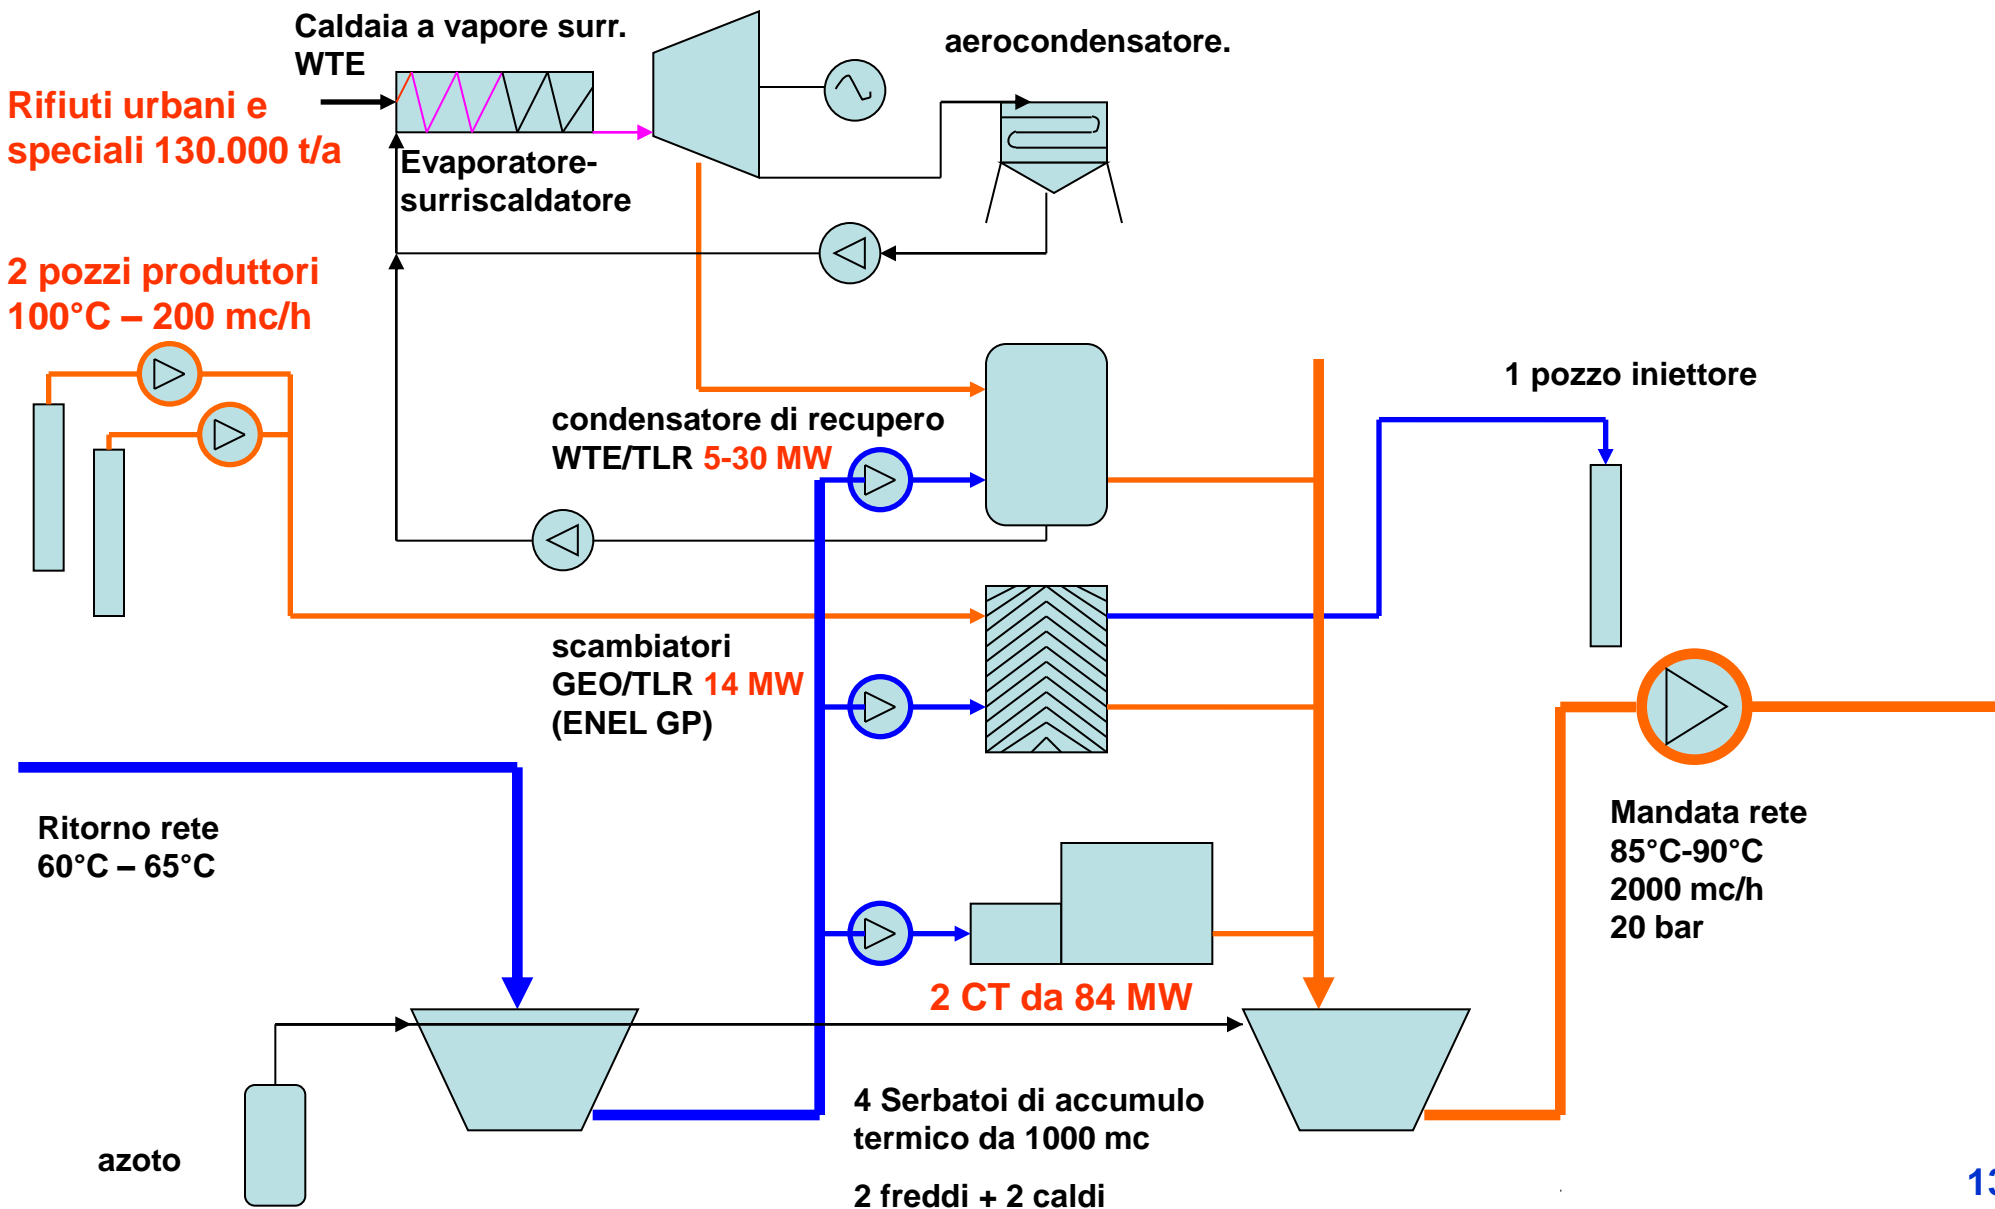 Caldaia a vapore surr.
WTE
aerocondensatore.
Rifiuti urbani e
speciali 130.000 t/a
Evaporatore-
surriscaldatore
2 pozzi produttori
100°C – 200 mc/h
1 pozzo iniettore
condensatore di recupero
WTE/TLR 5-30 MW
scambiatori
GEO/TLR 14 MW
(ENEL GP)
Ritorno rete
60°C – 65°C
Mandata rete
85°C-90°C
2000 mc/h
20 bar
2 CT da 84 MW
4 Serbatoi di accumulo
termico da 1000 mc
2 freddi + 2 caldi
azoto